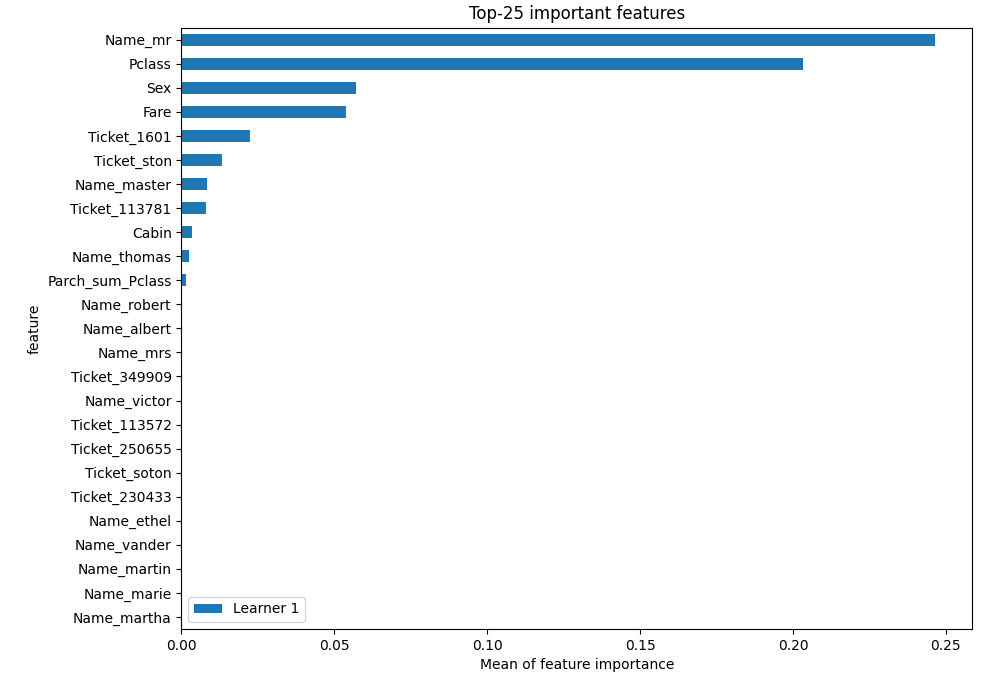 Top-25 important features
Name_mr
Pclass
Sex
Fare
Ticket_1601
Ticket_ston
Name_master
Ticket_113781
Cabin
Name_thomas
Parch_sum_Pclass
Name_robert
Name_albert
Name_mrs
Ticket_349909
Name_victor
Ticket_113572
Ticket_250655
Ticket_soton
Ticket_230433
Name_ethel
Name_vander
Name_martin
Name_marie
Name_martha
feature
Learner 1
0.00 0.05 0.10 0.15 0.20 0.25
Mean of feature importance